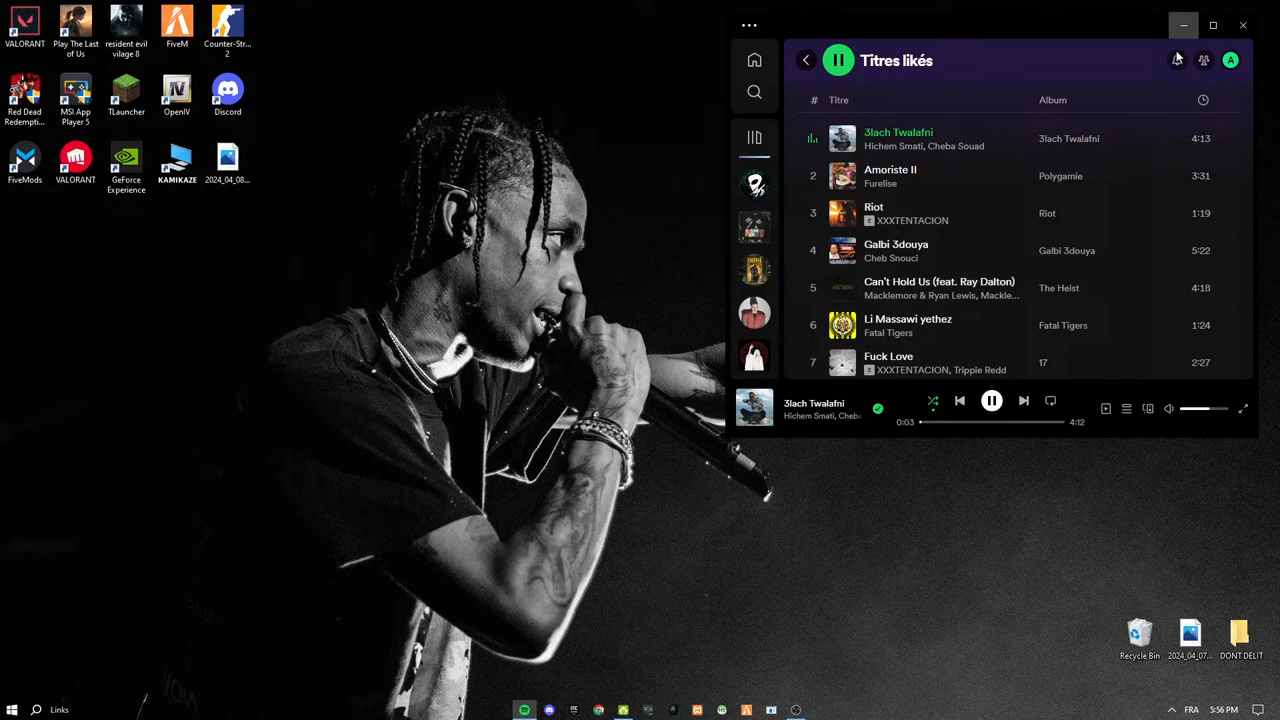 VALORANT
Play The Last
of Us
resident evil
vilage 8
FiveM
Counter-Str...
2
Red Dead
Redempti...
MSI App
Player 5
TLauncher
OpenIV
Discord
FiveMods
VALORANT
GeForce
Experience
KAMIKAZE
2024_04_08...
Titres likés
A
# Titre Album
3lach Twalafni
Hichem Smati, Cheba Souad
3lach Twalafni 4:13
2 Amoriste II
Furelise
Polygamie 3:31
3 Riot
E XXXTENTACION
Riot 1:19
4 Galbi 3douya
Cheb Snouci
Galbi 3douya 5:22
5 Can't Hold Us (feat. Ray Dalton)
Macklemore & Ryan Lewis, Mackle...
The Heist 4:18
6 Li Massawi yethez
Fatal Tigers
Fatal Tigers 1:24
7 Fuck Love
E XXXTENTACION, Trippie Redd
17 2:27
3lach Twalafni
Hichem Smati, Cheba
0:03 4:12
Recycle Bin
2024_04_07...
DONT DELIT
Links
FRA 5:56 PM